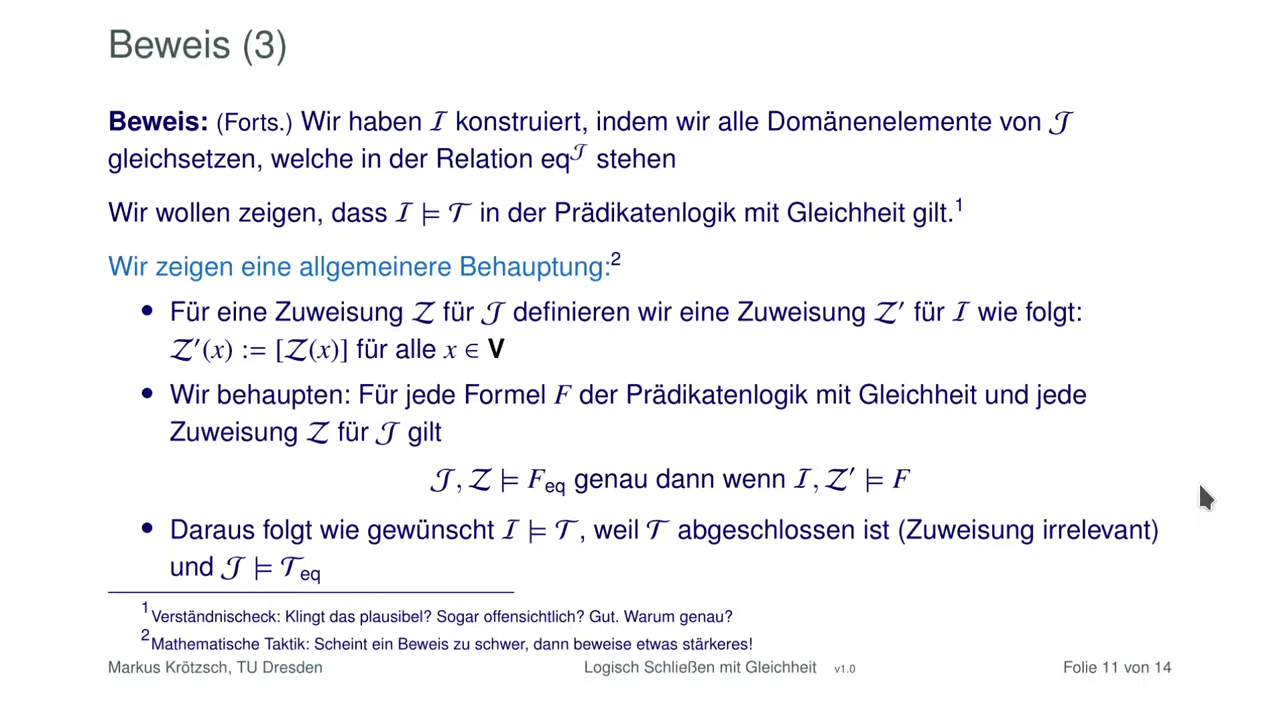 Beweis (3)
Beweis: (Forts.) Wir haben 𝓘 konstruiert, indem wir alle Domänenelemente von 𝒥
gleichsetzen, welche in der Relation eq^𝒥 stehen
Wir wollen zeigen, dass 𝓘 ⊨ 𝒯 in der Prädikatenlogik mit Gleichheit gilt.¹
Wir zeigen eine allgemeinere Behauptung:²
• Für eine Zuweisung 𝒵 für 𝒥 definieren wir eine Zuweisung 𝒵′ für 𝓘 wie folgt:
𝒵′(x) := [𝒵(x)] für alle x ∈ V
• Wir behaupten: Für jede Formel F der Prädikatenlogik mit Gleichheit und jede
Zuweisung 𝒵 für 𝒥 gilt
𝒥, 𝒵 ⊨ F_eq genau dann wenn 𝓘, 𝒵′ ⊨ F
• Daraus folgt wie gewünscht 𝓘 ⊨ 𝒯, weil 𝒯 abgeschlossen ist (Zuweisung irrelevant)
und 𝒥 ⊨ 𝒯_eq
¹Verständnischeck: Klingt das plausibel? Sogar offensichtlich? Gut. Warum genau?
²Mathematische Taktik: Scheint ein Beweis zu schwer, dann beweise etwas stärkeres!
Markus Krötzsch, TU Dresden Logisch Schließen mit Gleichheit v1.0 Folie 11 von 14